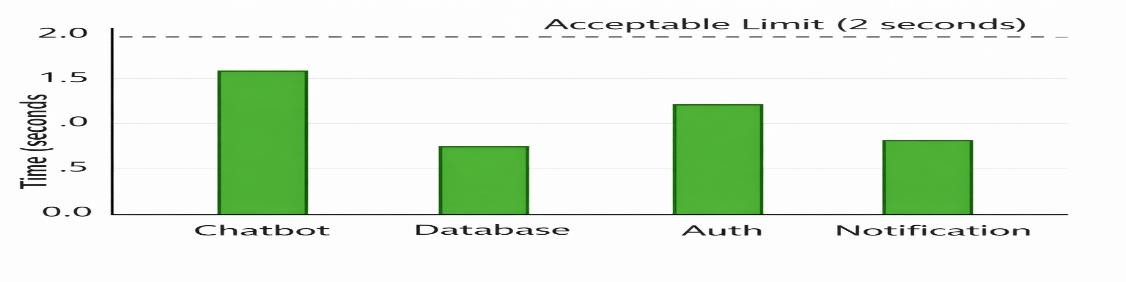 Acceptable Limit (2 seconds)
2.0
1.5
.0
.5
0.0
Time (seconds
Chatbot Database Auth Notification